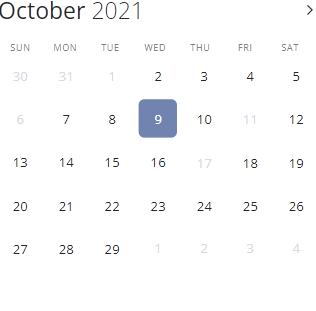 October 2021
SUN MON TUE WED THU FRI SAT
30 31 1 2 3 4 5
6 7 8 9 10 11 12
13 14 15 16 17 18 19
20 21 22 23 24 25 26
27 28 29 1 2 3 4